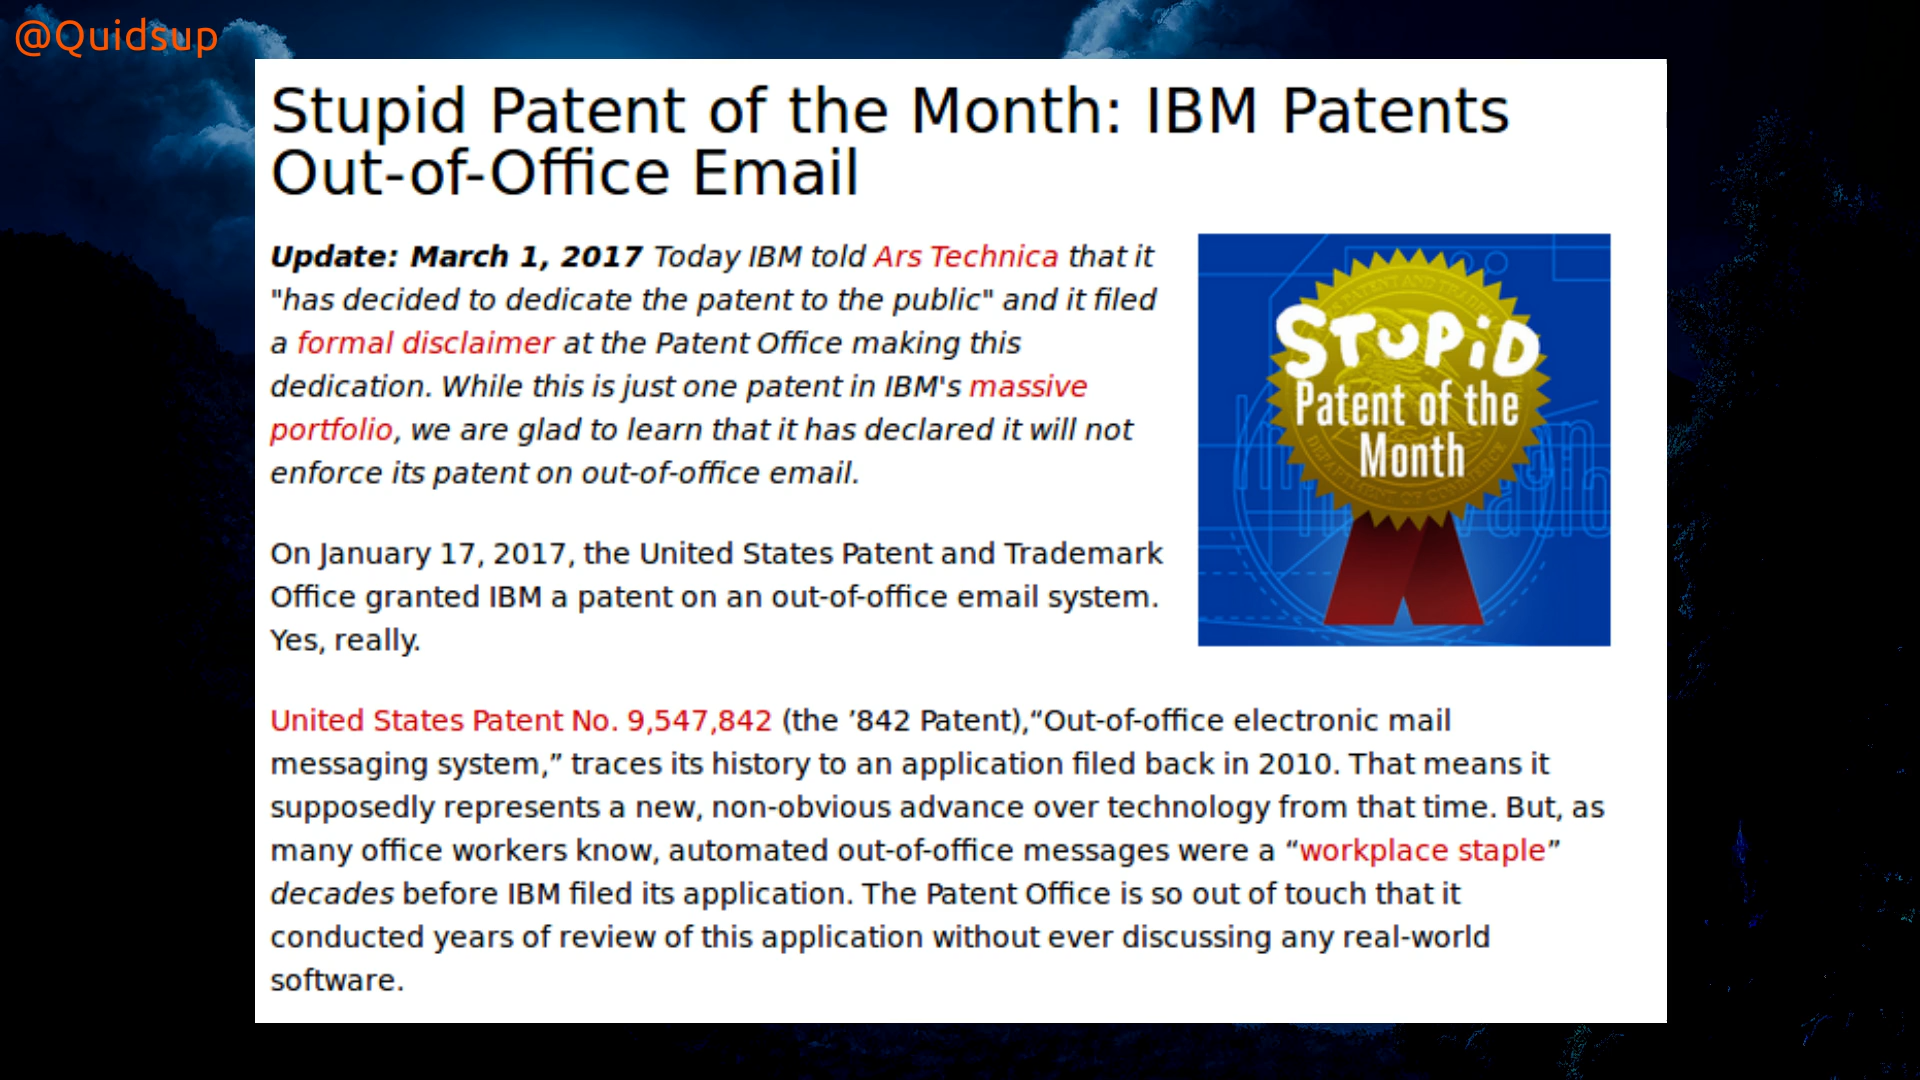 @Quidsup
Stupid Patent of the Month: IBM Patents
Out-of-Office Email
Update: March 1, 2017 Today IBM told Ars Technica that it
"has decided to dedicate the patent to the public" and it filed
a formal disclaimer at the Patent Office making this
dedication. While this is just one patent in IBM's massive
portfolio, we are glad to learn that it has declared it will not
enforce its patent on out-of-office email.
STUPiD
Patent of the
Month
On January 17, 2017, the United States Patent and Trademark
Office granted IBM a patent on an out-of-office email system.
Yes, really.
United States Patent No. 9,547,842 (the ’842 Patent),“Out-of-office electronic mail
messaging system,” traces its history to an application filed back in 2010. That means it
supposedly represents a new, non-obvious advance over technology from that time. But, as
many office workers know, automated out-of-office messages were a “workplace staple”
decades before IBM filed its application. The Patent Office is so out of touch that it
conducted years of review of this application without ever discussing any real-world
software.